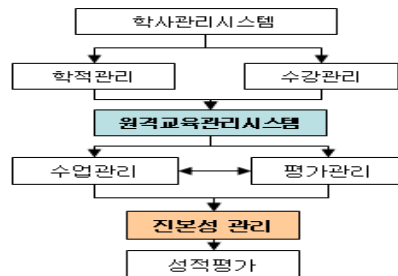 학사관리시스템
학적관리
수강관리
원격교육관리시스템
수업관리
평가관리
진본성 관리
성적평가